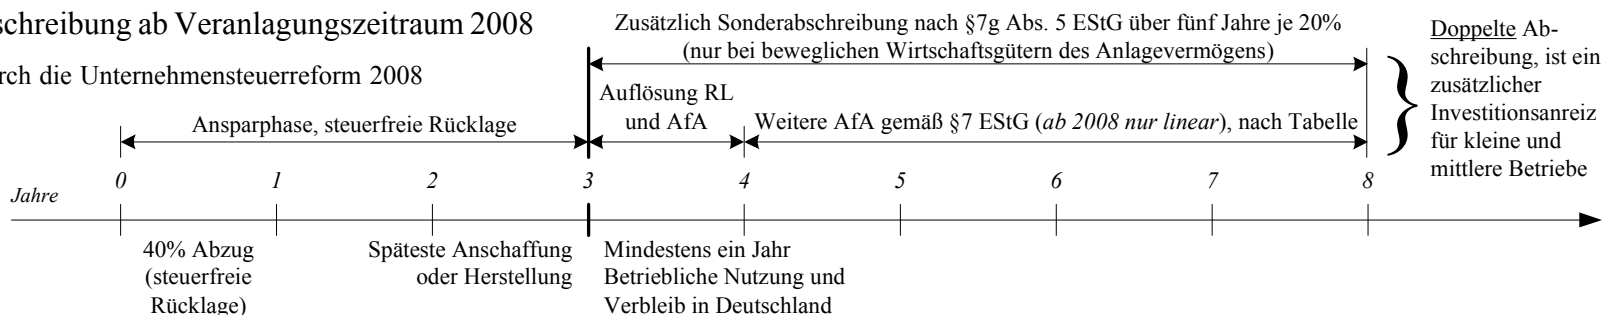 schreibung ab Veranlagungszeitraum 2008
rch die Unternehmensteuerreform 2008
Zusätzlich Sonderabschreibung nach §7g Abs. 5 EStG über fünf Jahre je 20%
(nur bei beweglichen Wirtschaftsgütern des Anlagevermögens)
Doppelte Ab-
schreibung, ist ein
zusätzlicher
Investitionsanreiz
für kleine und
mittlere Betriebe
Ansparphase, steuerfreie Rücklage
Auflösung RL
und AfA
Weitere AfA gemäß §7 EStG (ab 2008 nur linear), nach Tabelle
Jahre
0 1 2 3 4 5 6 7 8
40% Abzug
(steuerfreie
Rücklage)
Späteste Anschaffung
oder Herstellung
Mindestens ein Jahr
Betriebliche Nutzung und
Verbleib in Deutschland